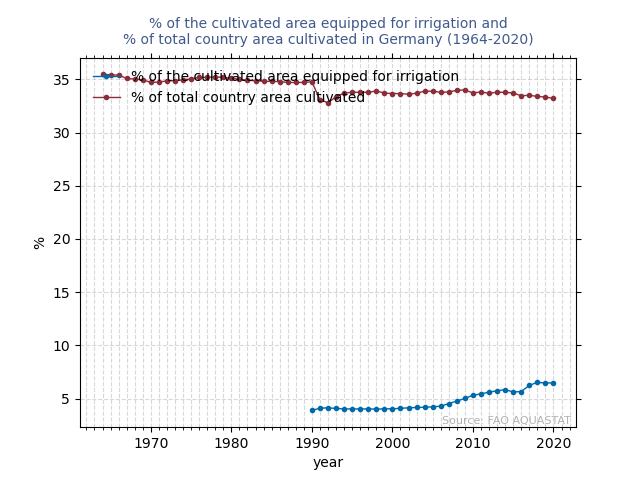 % of the cultivated area equipped for irrigation and
% of total country area cultivated in Germany (1964-2020)
% of the cultivated area equipped for irrigation
% of total country area cultivated
35
30
25
20
15
10
5
%
Source: FAO AQUASTAT
1970 1980 1990 2000 2010 2020
year